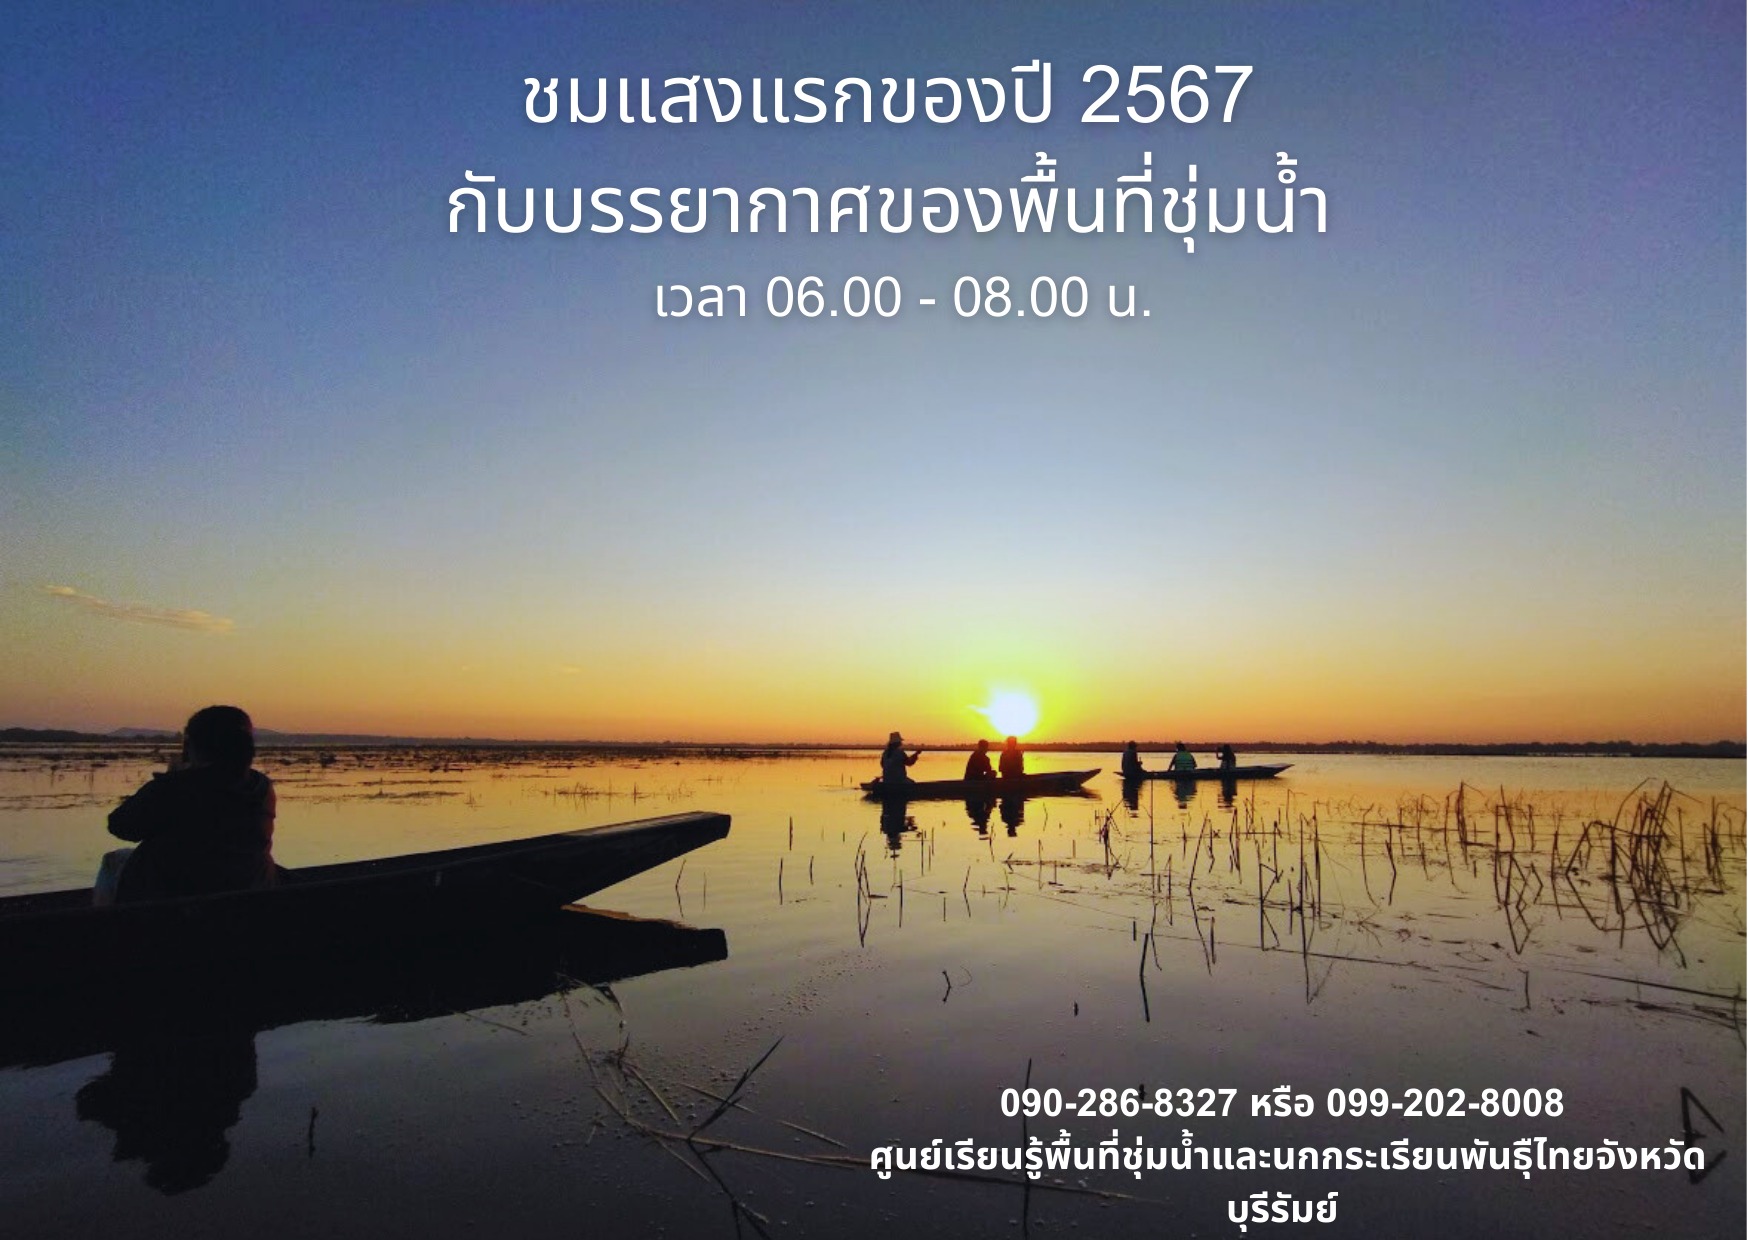 ชมแสงแรกของปี 2567
กับบรรยากาศของพื้นที่ชุ่มน้ำ
เวลา 06.00 - 08.00 น.
090-286-8327 หรือ 099-202-8008
ศูนย์เรียนรู้พื้นที่ชุ่มน้ำและนกกระเรียนพันธุ์ไทยจังหวัด
บุรีรัมย์